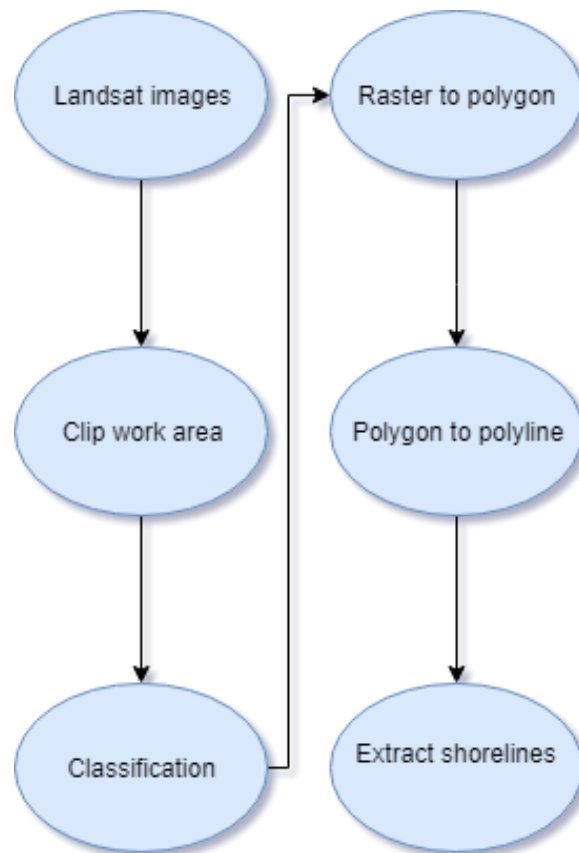 Landsat images
Clip work area
Classification
Raster to polygon
Polygon to polyline
Extract shorelines